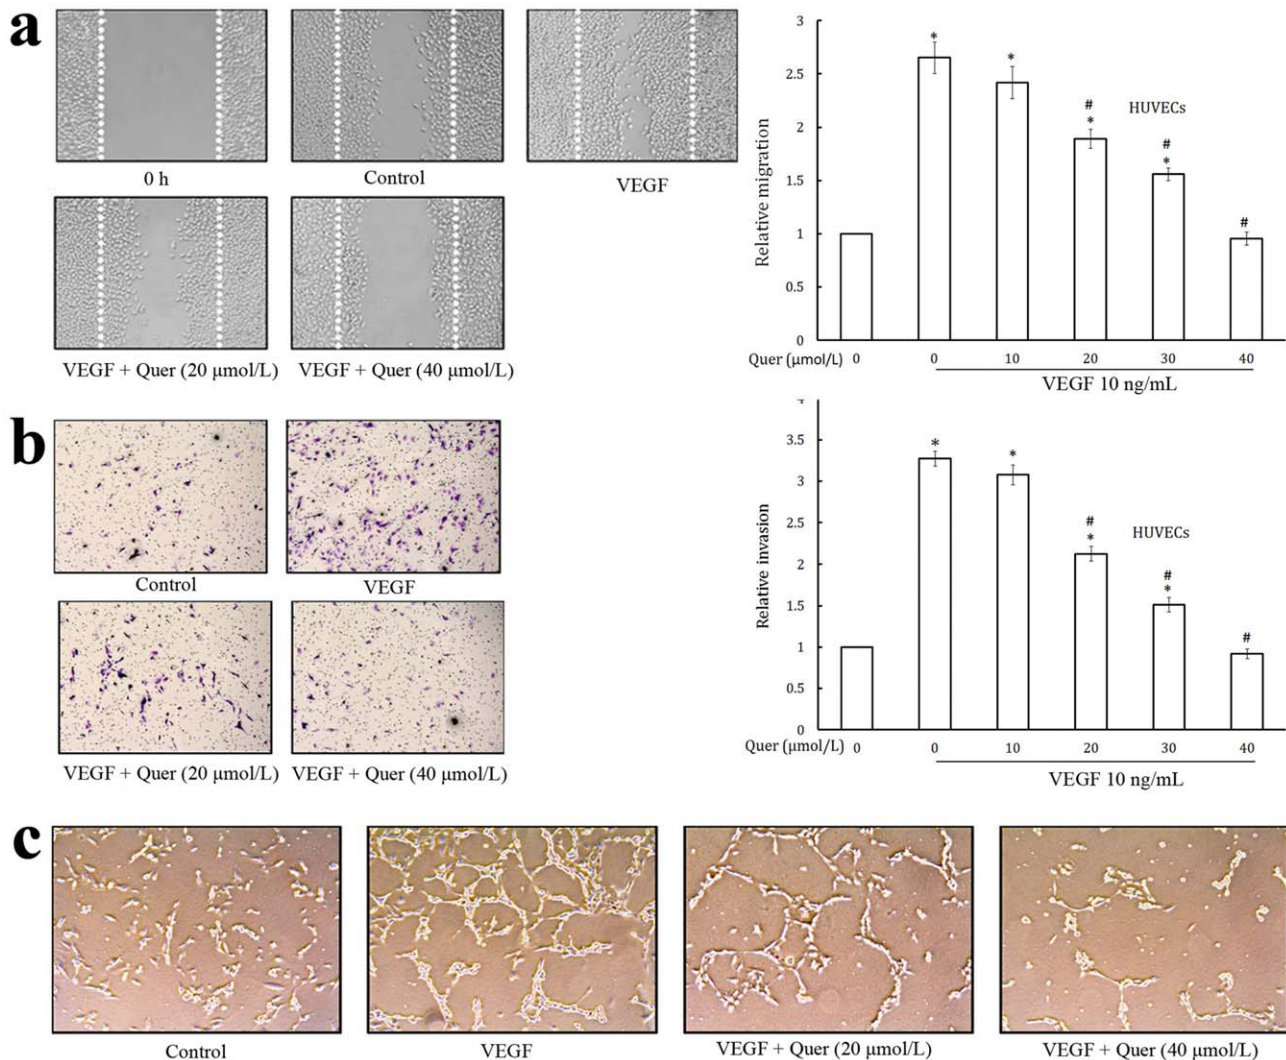 a
0 h
Control
VEGF
VEGF + Quer (20 μmol/L)
VEGF + Quer (40 μmol/L)
Relative migration
3
2.5
2
1.5
1
0.5
0
*
*
#
*
HUVECs
#
*
#
Quer (μmol/L) 0 0 10 20 30 40
VEGF 10 ng/mL
b
Control
VEGF
VEGF + Quer (20 μmol/L)
VEGF + Quer (40 μmol/L)
Relative invasion
3.5
3
2.5
2
1.5
1
0.5
0
*
*
#
*
HUVECs
#
*
#
Quer (μmol/L) 0 0 10 20 30 40
VEGF 10 ng/mL
c
Control
VEGF
VEGF + Quer (20 μmol/L)
VEGF + Quer (40 μmol/L)